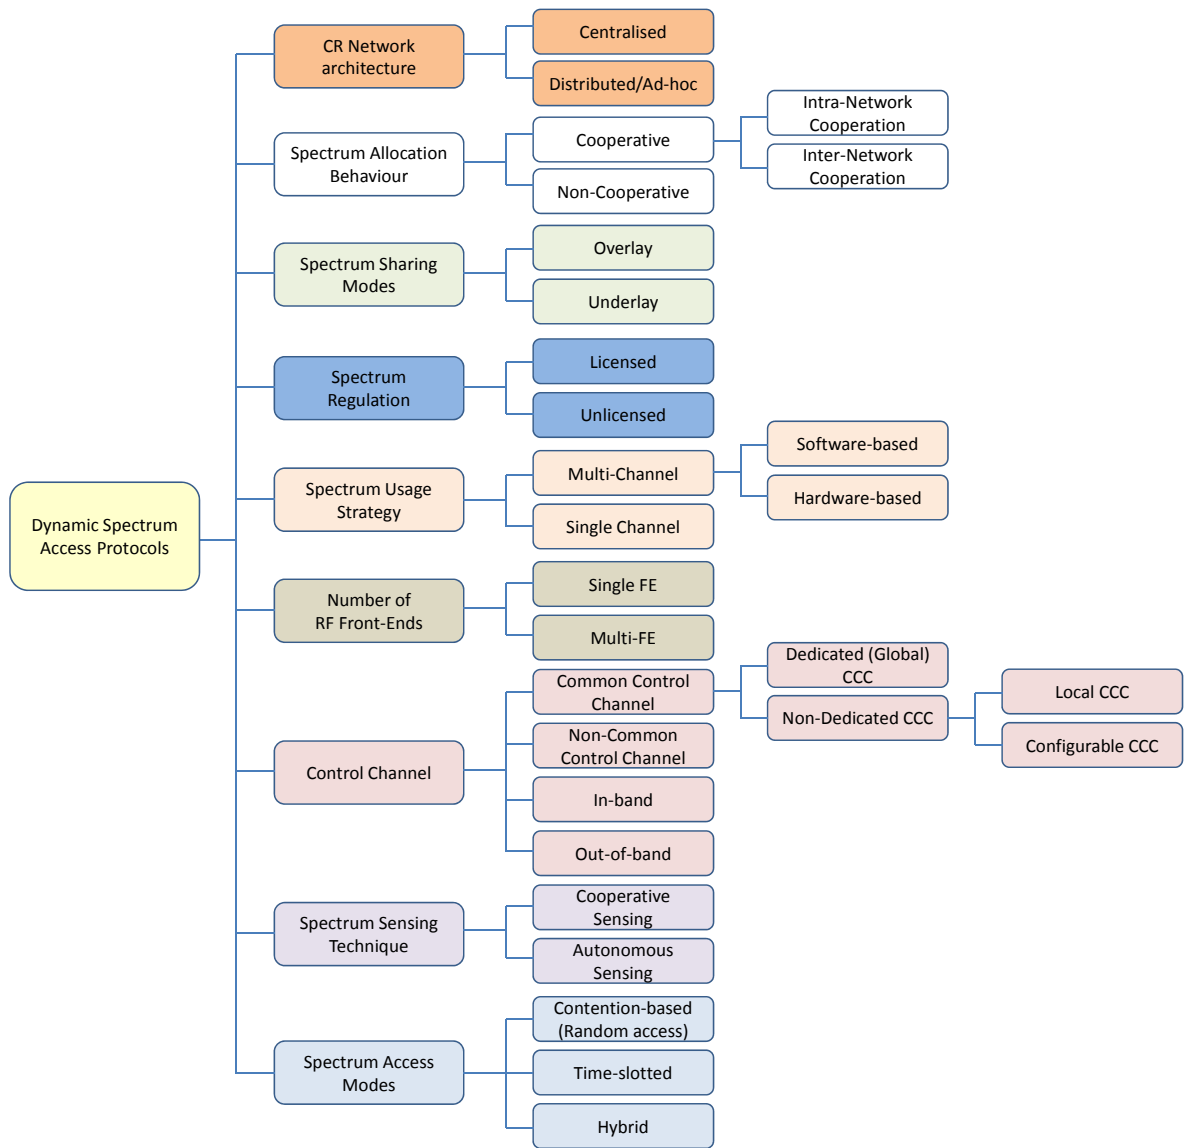 Dynamic Spectrum
Access Protocols
CR Network
architecture
Centralised
Distributed/Ad-hoc
Spectrum Allocation
Behaviour
Cooperative
Intra-Network
Cooperation
Inter-Network
Cooperation
Non-Cooperative
Spectrum Sharing
Modes
Overlay
Underlay
Spectrum
Regulation
Licensed
Unlicensed
Spectrum Usage
Strategy
Multi-Channel
Software-based
Hardware-based
Single Channel
Number of
RF Front-Ends
Single FE
Multi-FE
Control Channel
Common Control
Channel
Dedicated (Global)
CCC
Non-Dedicated CCC
Local CCC
Configurable CCC
Non-Common
Control Channel
In-band
Out-of-band
Spectrum Sensing
Technique
Cooperative
Sensing
Autonomous
Sensing
Spectrum Access
Modes
Contention-based
(Random access)
Time-slotted
Hybrid